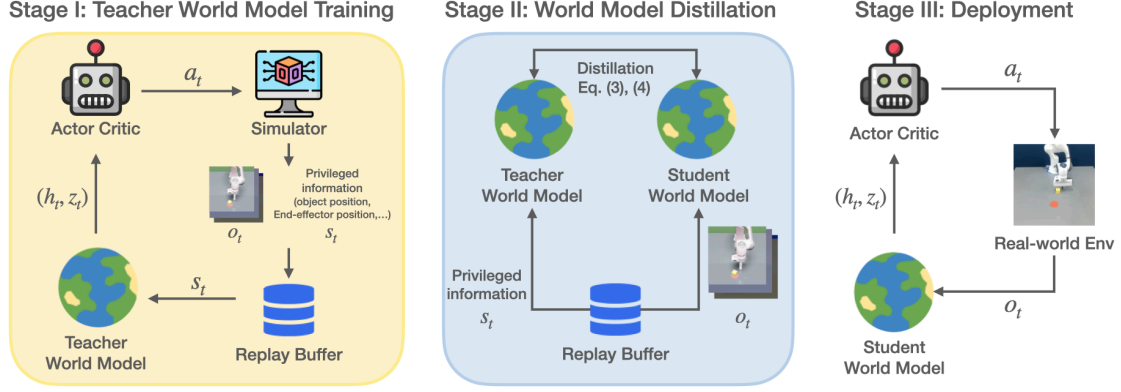 Stage I: Teacher World Model Training
Actor Critic
a_t
Simulator
Privileged
information
(object position,
End-effector position,...)
o_t
s_t
(h_t, z_t)
s_t
Teacher
World Model
Replay Buffer
Stage II: World Model Distillation
Distillation
Eq. (3), (4)
Teacher
World Model
Student
World Model
Privileged
information
s_t
Replay Buffer
o_t
Stage III: Deployment
a_t
Actor Critic
(h_t, z_t)
Real-world Env
o_t
Student
World Model